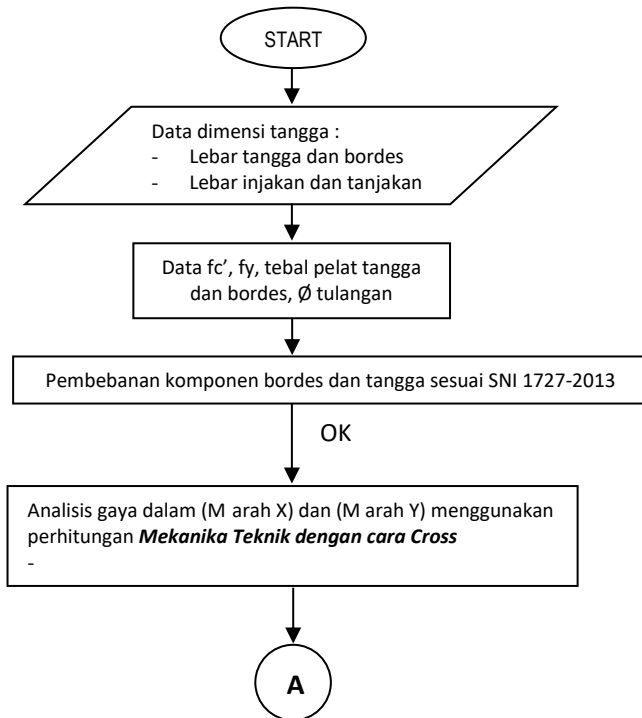 START
Data dimensi tangga :
- Lebar tangga dan bordes
- Lebar injakan dan tanjakan
Data fc’, fy, tebal pelat tangga
dan bordes, Ø tulangan
Pembebanan komponen bordes dan tangga sesuai SNI 1727-2013
OK
Analisis gaya dalam (M arah X) dan (M arah Y) menggunakan
perhitungan Mekanika Teknik dengan cara Cross
-
A